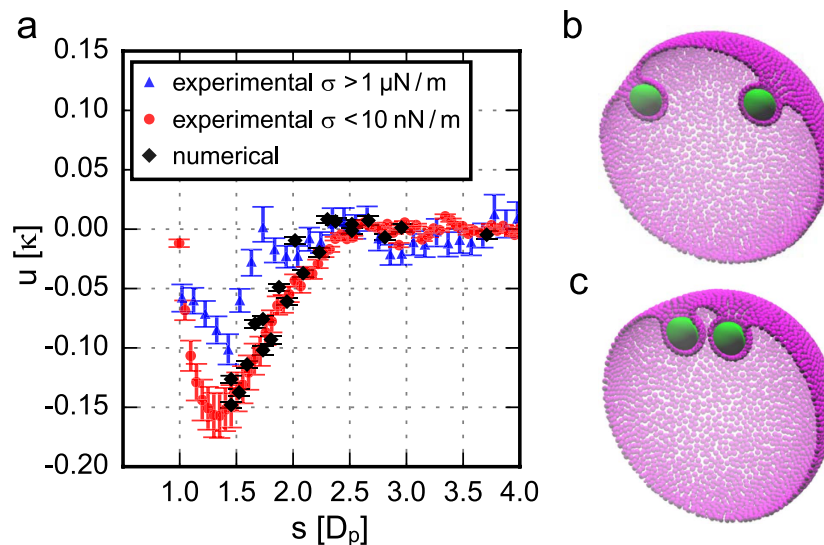 a
0.15
0.10
0.05
0.00
-0.05
-0.10
-0.15
-0.20
u [κ]
experimental σ > 1 µN / m
experimental σ < 10 nN / m
numerical
1.0 1.5 2.0 2.5 3.0 3.5 4.0
s [Dp]
b
c